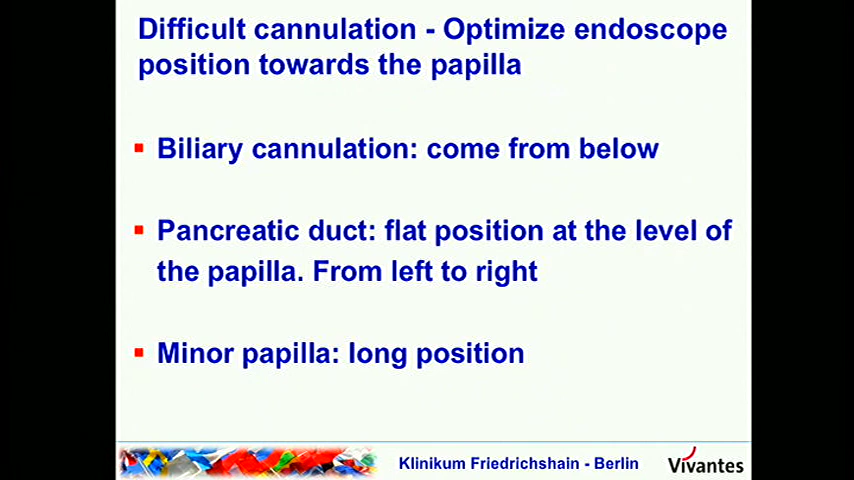 Difficult cannulation - Optimize endoscope
position towards the papilla
Biliary cannulation: come from below
Pancreatic duct: flat position at the level of
the papilla. From left to right
Minor papilla: long position
Klinikum Friedrichshain - Berlin
Vivantes